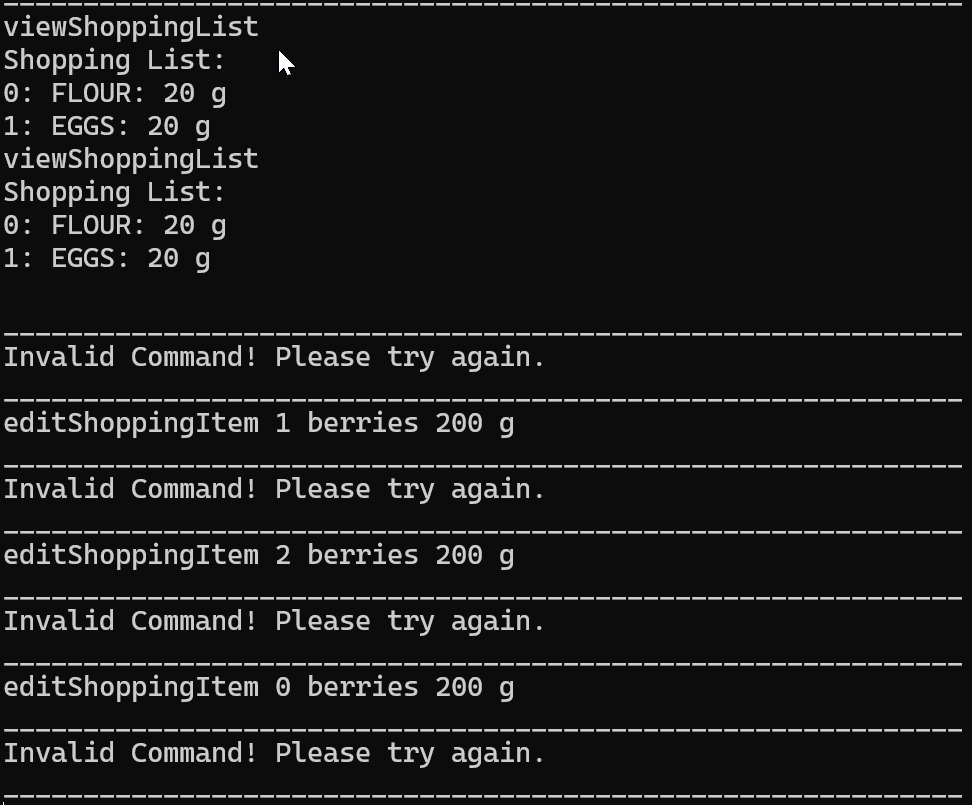 viewShoppingList
Shopping List:
0: FLOUR: 20 g
1: EGGS: 20 g
viewShoppingList
Shopping List:
0: FLOUR: 20 g
1: EGGS: 20 g
____________________________________________________________
Invalid Command! Please try again.
____________________________________________________________
editShoppingItem 1 berries 200 g
____________________________________________________________
Invalid Command! Please try again.
____________________________________________________________
editShoppingItem 2 berries 200 g
____________________________________________________________
Invalid Command! Please try again.
____________________________________________________________
editShoppingItem 0 berries 200 g
____________________________________________________________
Invalid Command! Please try again.
____________________________________________________________